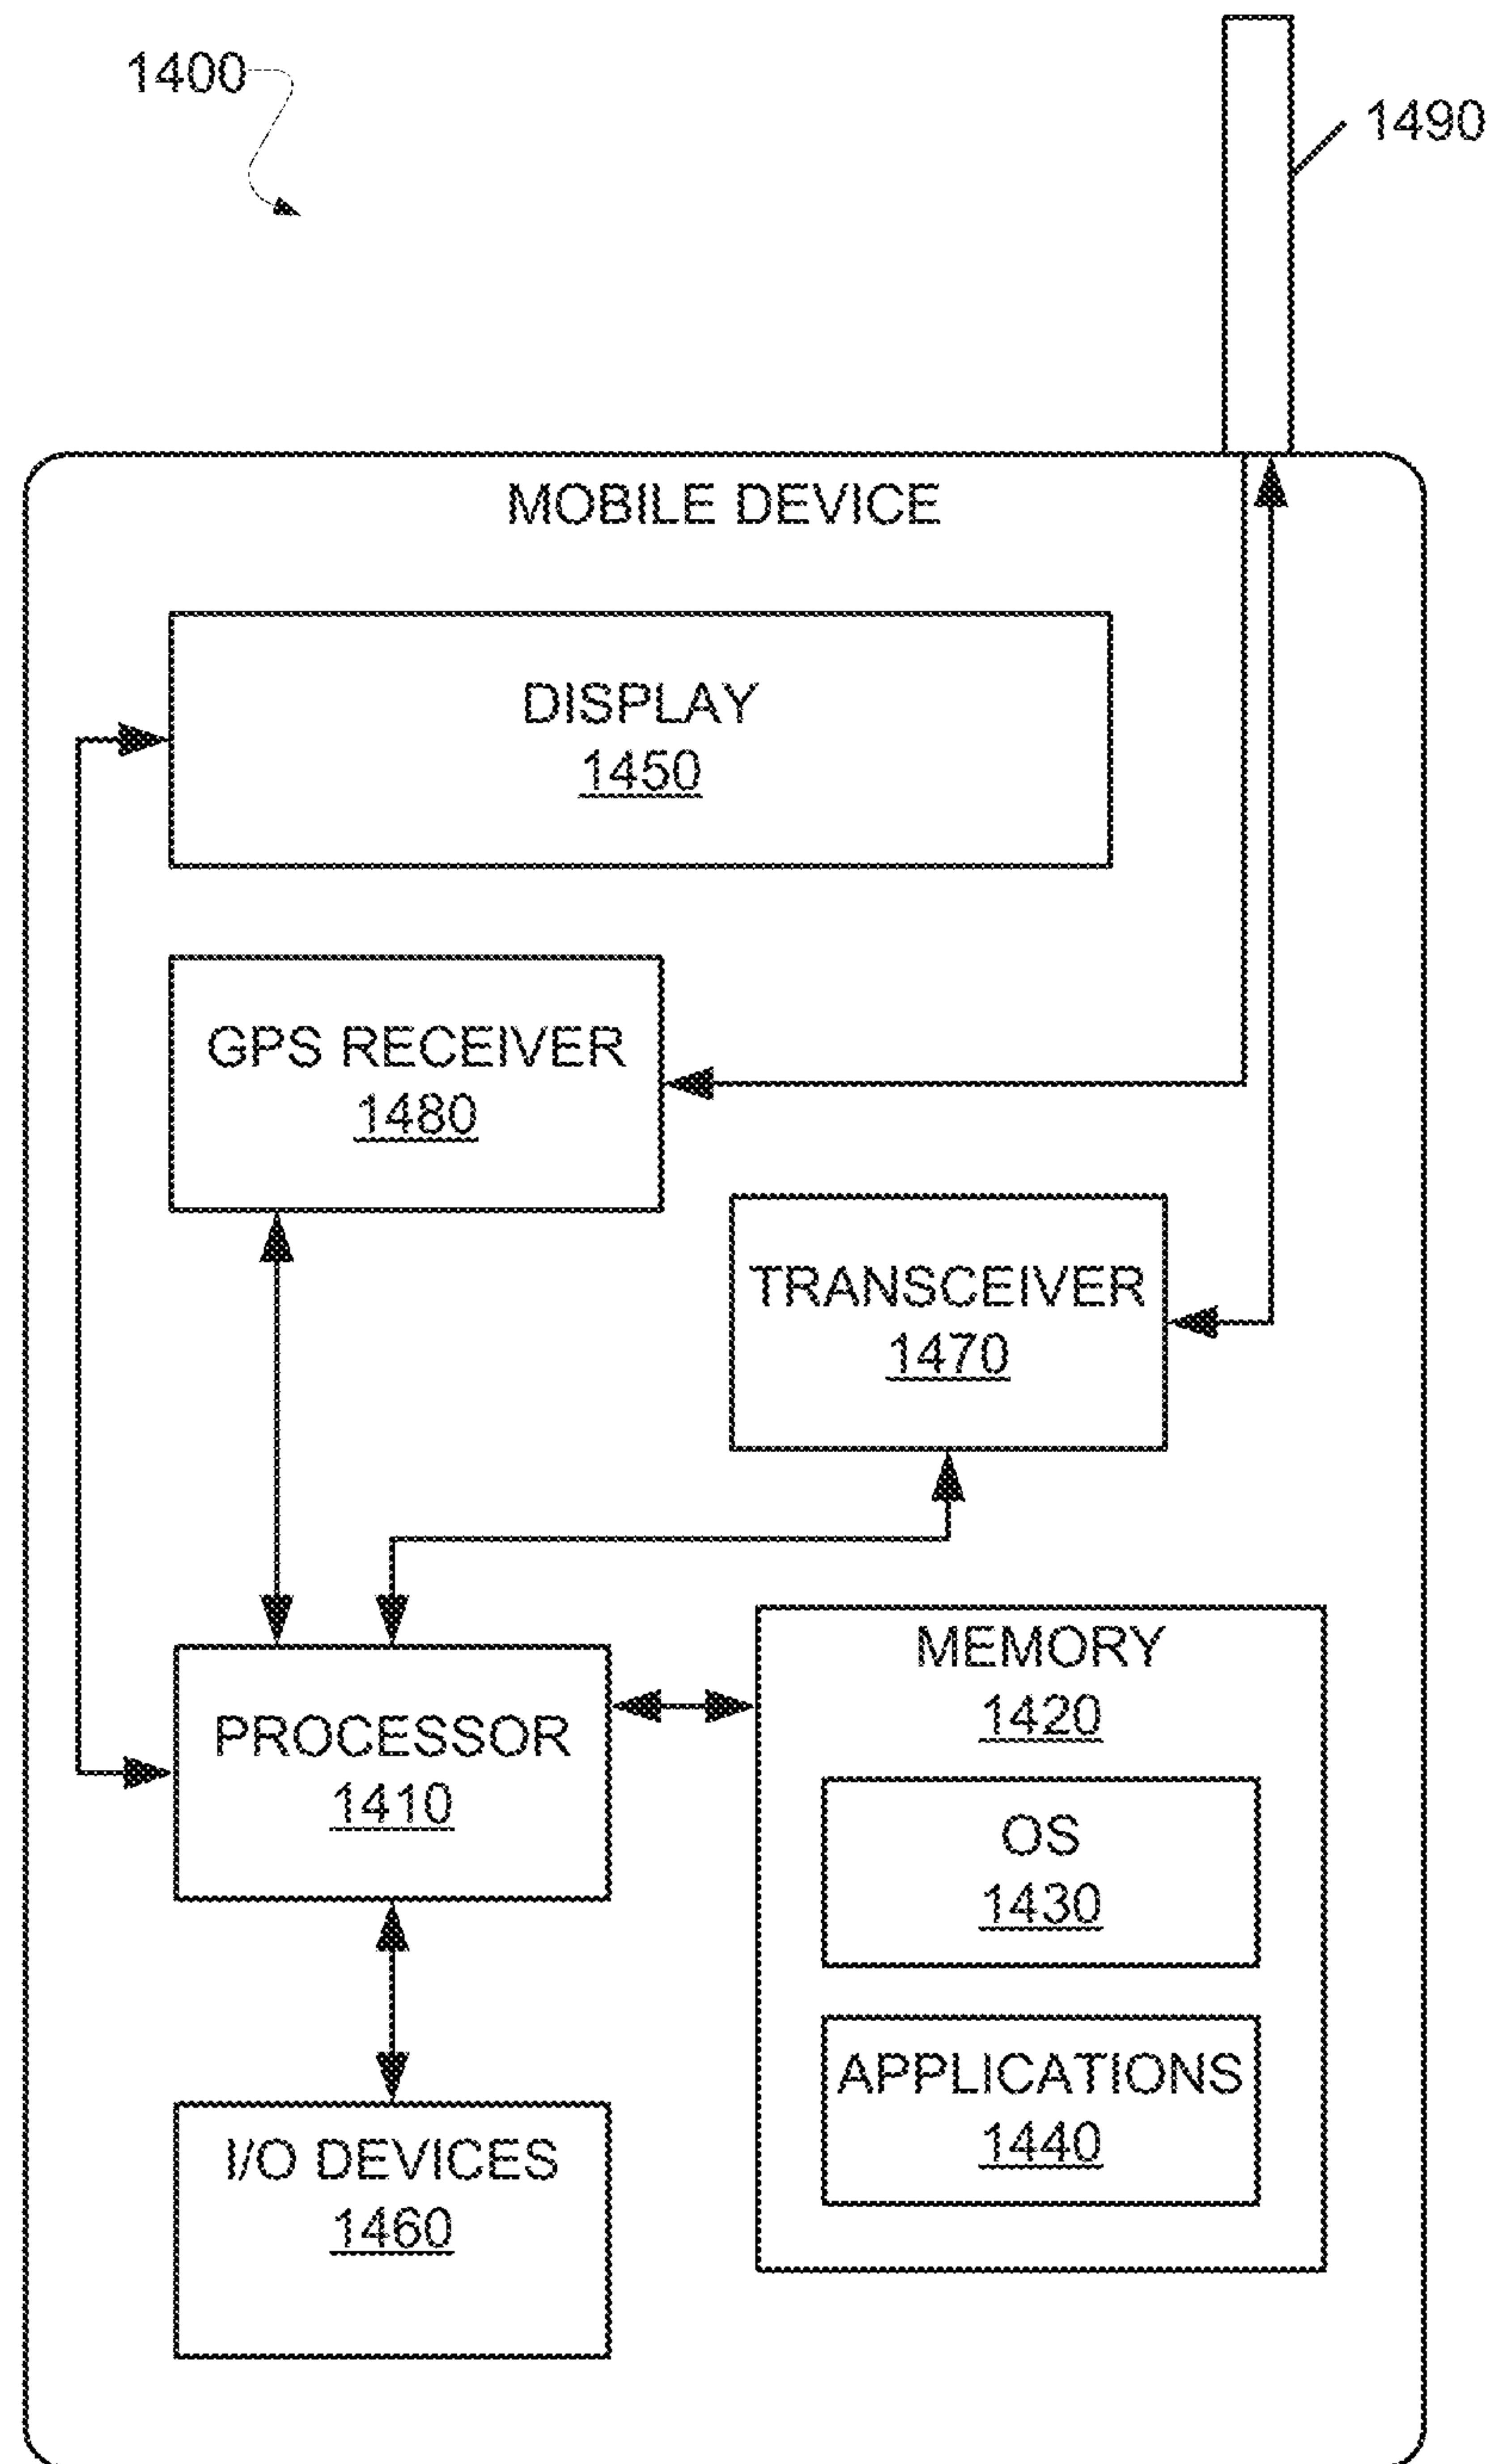 1400
1490
MOBILE DEVICE
DISPLAY
1450
GPS RECEIVER
1480
TRANSCEIVER
1470
PROCESSOR
1410
MEMORY
1420
OS
1430
APPLICATIONS
1440
I/O DEVICES
1460